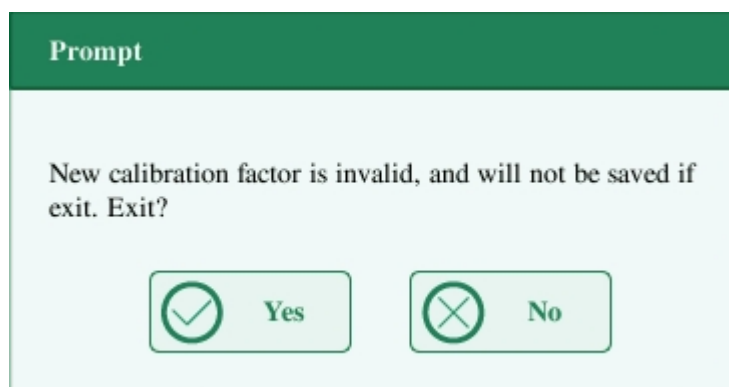 Prompt
New calibration factor is invalid, and will not be saved if
exit. Exit?
Yes
No